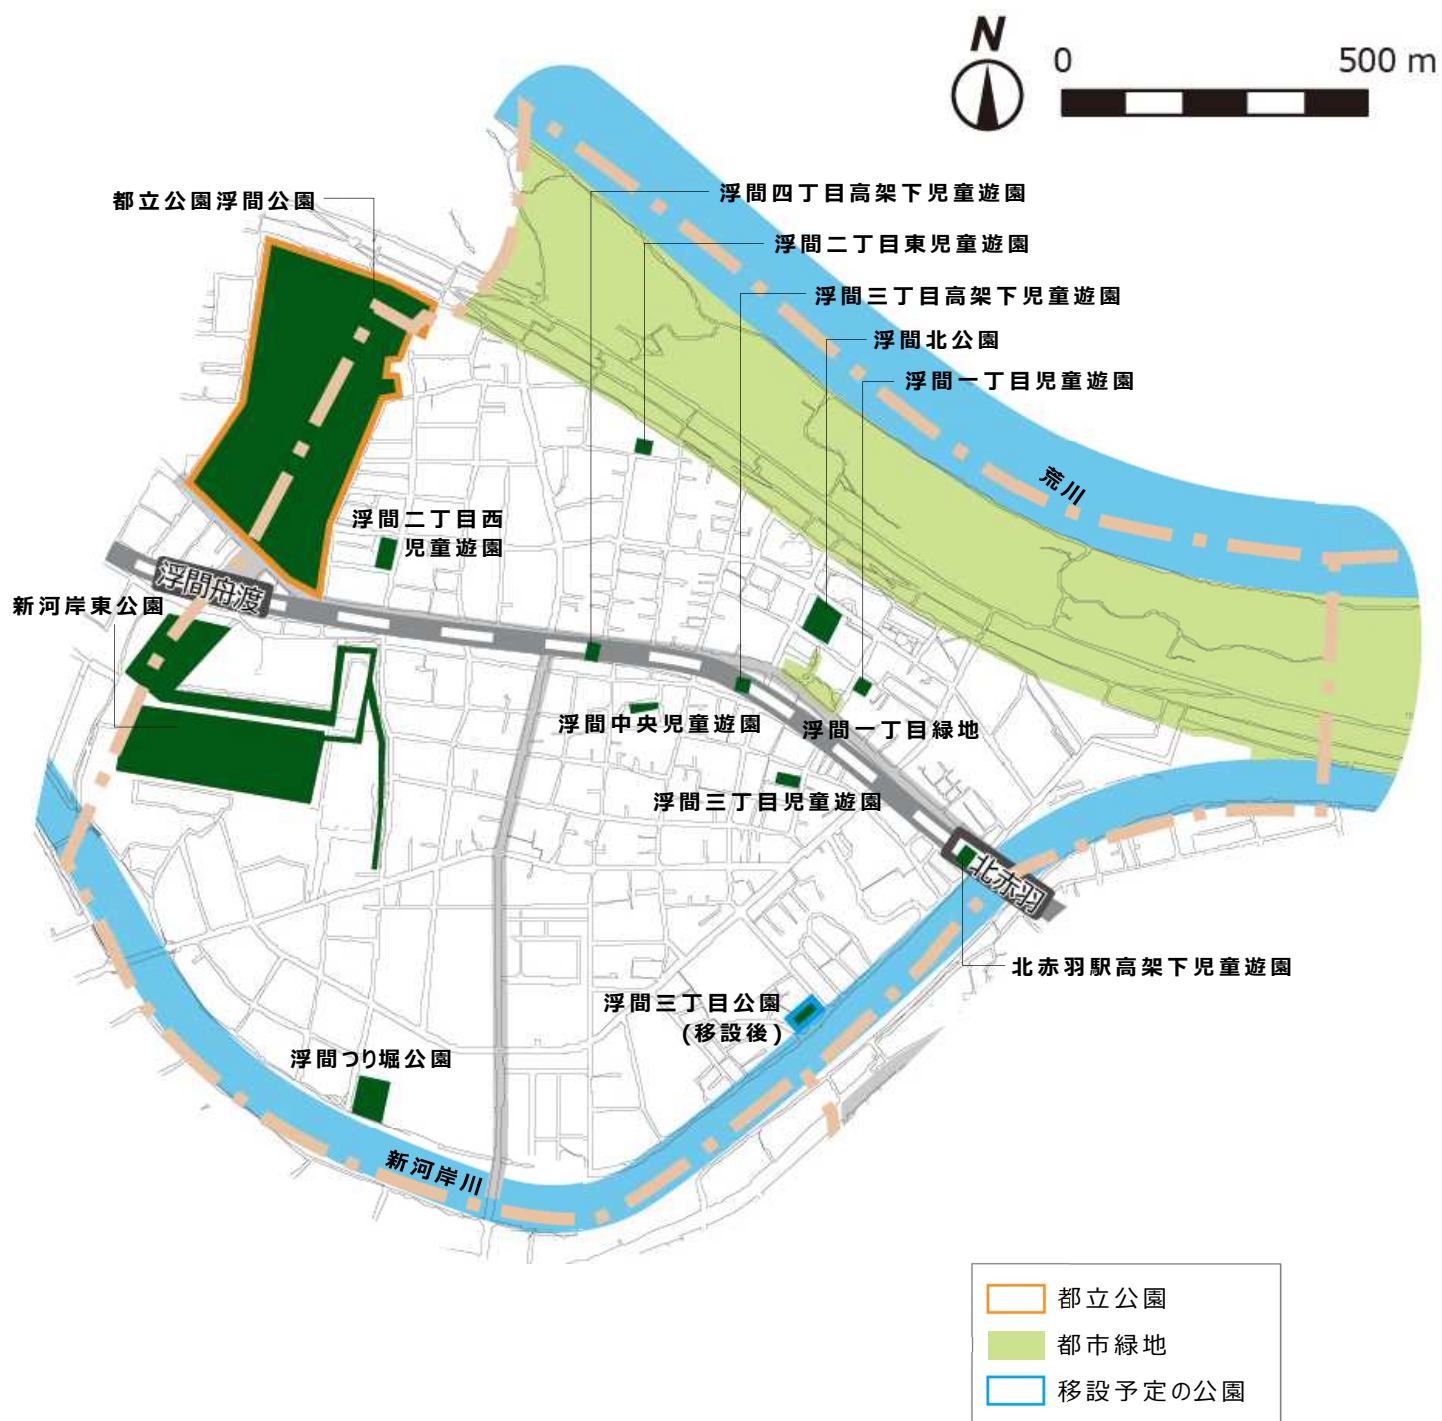 N
0
500 m
都立公園浮間公園
浮間四丁目高架下児童遊園
浮間二丁目東児童遊園
浮間三丁目高架下児童遊園
浮間北公園
浮間一丁目児童遊園
荒川
浮間二丁目西
児童遊園
浮間舟渡
新河岸東公園
浮間中央児童遊園
浮間一丁目緑地
浮間三丁目児童遊園
北赤羽
北赤羽駅高架下児童遊園
浮間三丁目公園
(移設後)
浮間つり堀公園
新河岸川
都立公園
都市緑地
移設予定の公園